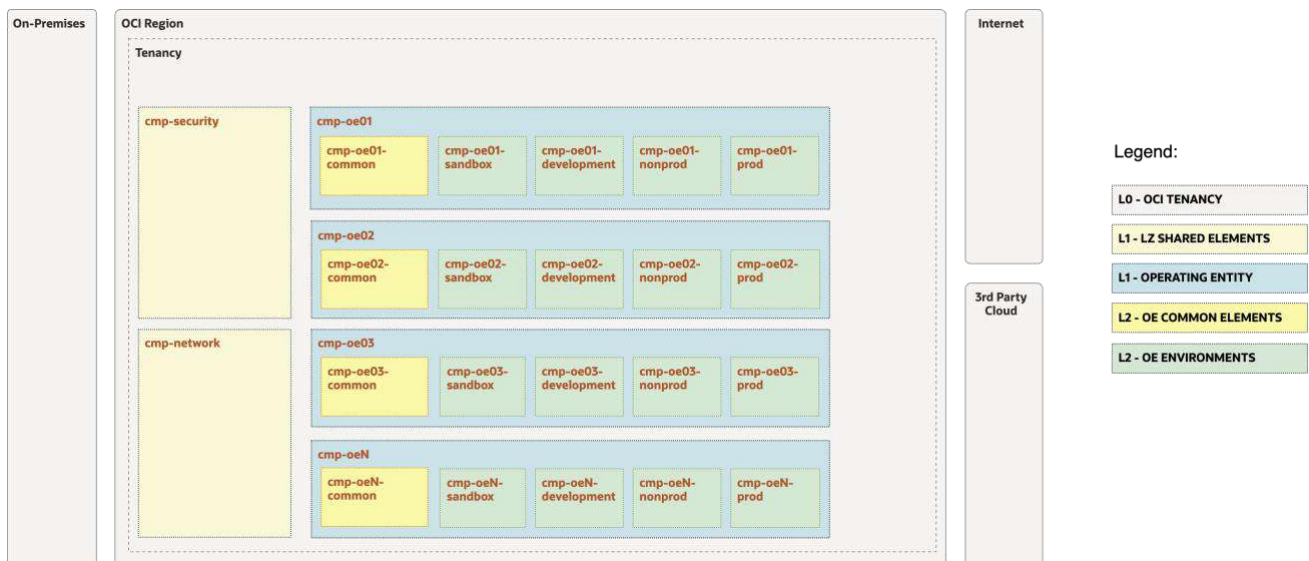 On-Premises
OCI Region
Tenancy
cmp-security
cmp-network
cmp-oe01
cmp-oe01-
common
cmp-oe01-
sandbox
cmp-oe01-
development
cmp-oe01-
nonprod
cmp-oe01-
prod
cmp-oe02
cmp-oe02-
common
cmp-oe02-
sandbox
cmp-oe02-
development
cmp-oe02-
nonprod
cmp-oe02-
prod
cmp-oe03
cmp-oe03-
common
cmp-oe03-
sandbox
cmp-oe03-
development
cmp-oe03-
nonprod
cmp-oe03-
prod
cmp-oeN
cmp-oeN-
common
cmp-oeN-
sandbox
cmp-oeN-
development
cmp-oeN-
nonprod
cmp-oeN-
prod
Internet
3rd Party
Cloud
Legend:
L0 - OCI TENANCY
L1 - LZ SHARED ELEMENTS
L1 - OPERATING ENTITY
L2 - OE COMMON ELEMENTS
L2 - OE ENVIRONMENTS